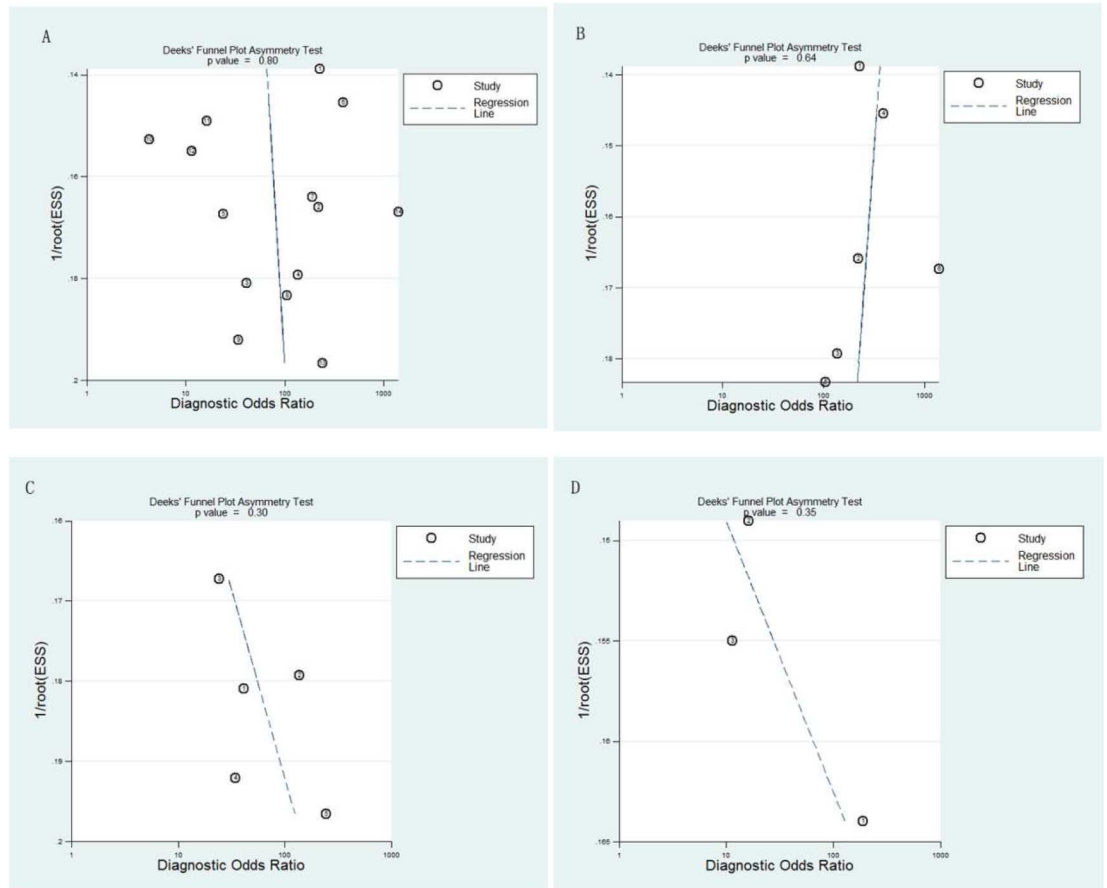 A
Deeks' Funnel Plot Asymmetry Test
p value = 0.80
Study
Regression
Line
1/root(ESS)
.14
.16
.18
.2
1
10
100
1000
Diagnostic Odds Ratio
B
Deeks' Funnel Plot Asymmetry Test
p value = 0.64
Study
Regression
Line
1/root(ESS)
.14
.15
.16
.17
.18
1
10
100
1000
Diagnostic Odds Ratio
C
Deeks' Funnel Plot Asymmetry Test
p value = 0.30
Study
Regression
Line
1/root(ESS)
.16
.17
.18
.19
.2
1
10
100
1000
Diagnostic Odds Ratio
D
Deeks' Funnel Plot Asymmetry Test
p value = 0.35
Study
Regression
Line
1/root(ESS)
.15
.155
.16
.165
1
10
100
1000
Diagnostic Odds Ratio